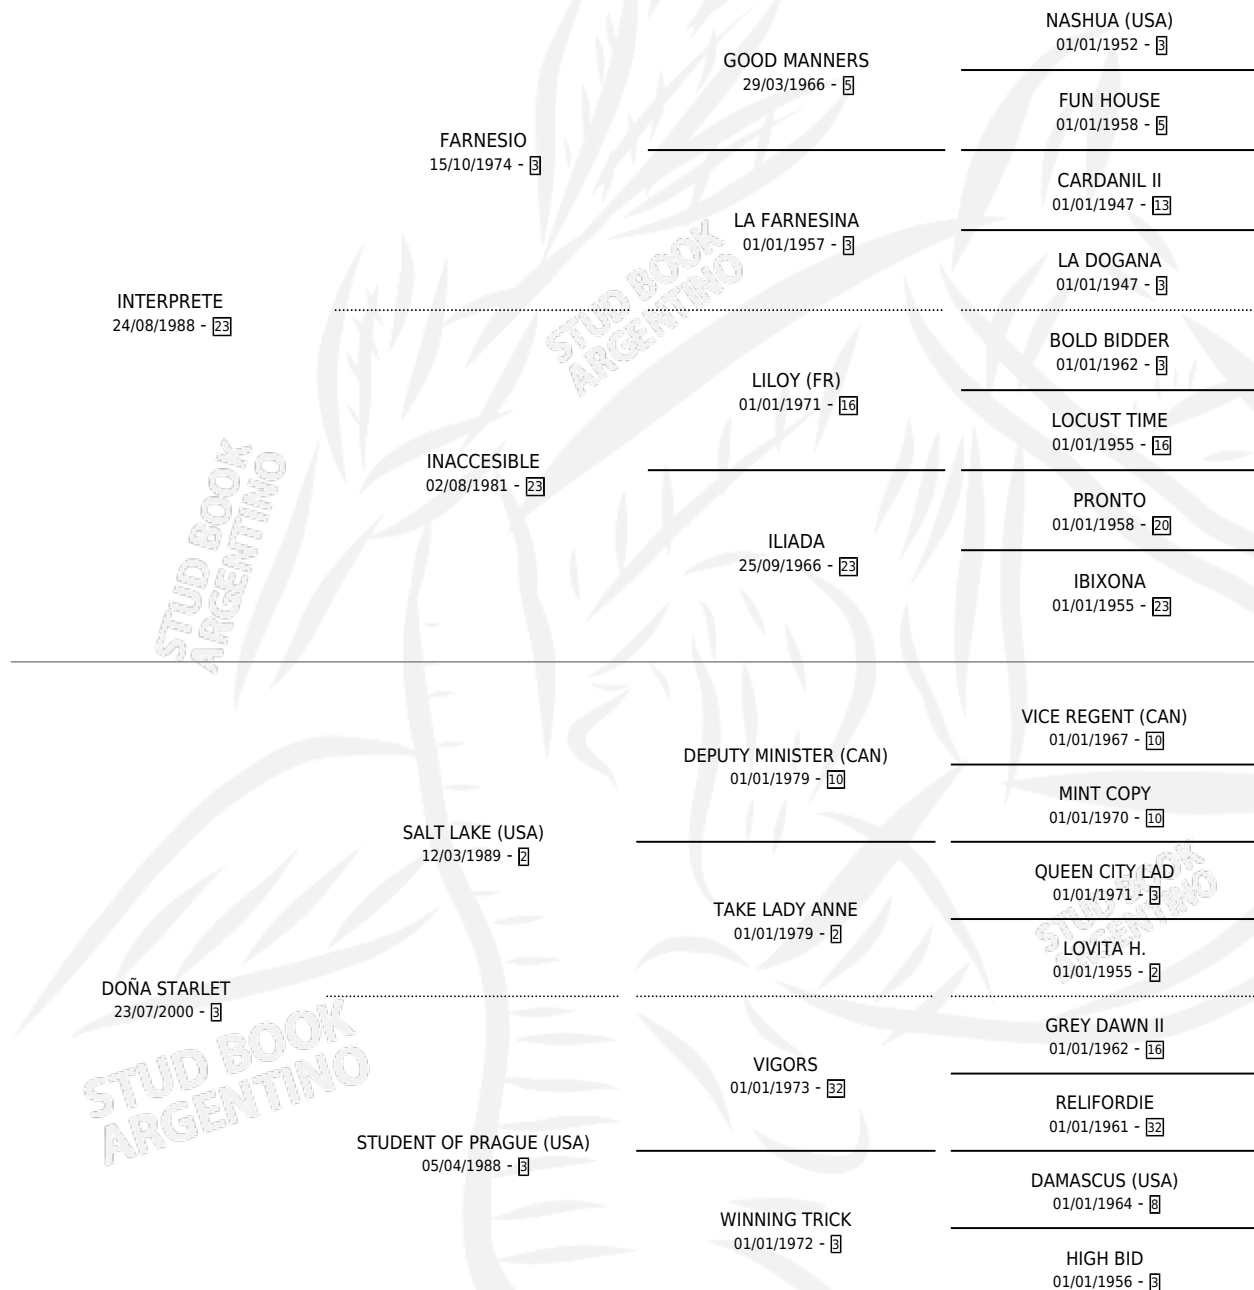 NASHUA (USA)
01/01/1952 - 3
GOOD MANNERS
29/03/1966 - 5
FUN HOUSE
01/01/1958 - 5
FARNESIO
15/10/1974 - 3
CARDANIL II
01/01/1947 - 13
LA FARNESINA
01/01/1957 - 3
LA DOGANA
01/01/1947 - 3
INTERPRETE
24/08/1988 - 23
BOLD BIDDER
01/01/1962 - 3
LILOY (FR)
01/01/1971 - 16
LOCUST TIME
01/01/1955 - 16
INACCESIBLE
02/08/1981 - 23
PRONTO
01/01/1958 - 20
ILIADA
25/09/1966 - 23
IBIXONA
01/01/1955 - 23
STUD BOOK
ARGENTINO
STUD BOOK
ARGENTINO
VICE REGENT (CAN)
01/01/1967 - 10
DEPUTY MINISTER (CAN)
01/01/1979 - 10
MINT COPY
01/01/1970 - 10
SALT LAKE (USA)
12/03/1989 - 2
QUEEN CITY LAD
01/01/1971 - 3
TAKE LADY ANNE
01/01/1979 - 2
LOVITA H.
01/01/1955 - 2
DOÑA STARLET
23/07/2000 - 3
GREY DAWN II
01/01/1962 - 16
VIGORS
01/01/1973 - 32
RELIFORDIE
01/01/1961 - 32
STUDENT OF PRAGUE (USA)
05/04/1988 - 3
DAMASCUS (USA)
01/01/1964 - 8
WINNING TRICK
01/01/1972 - 3
HIGH BID
01/01/1956 - 3
STUD BOOK
ARGENTINO
STUD BOOK
ARGENTINO